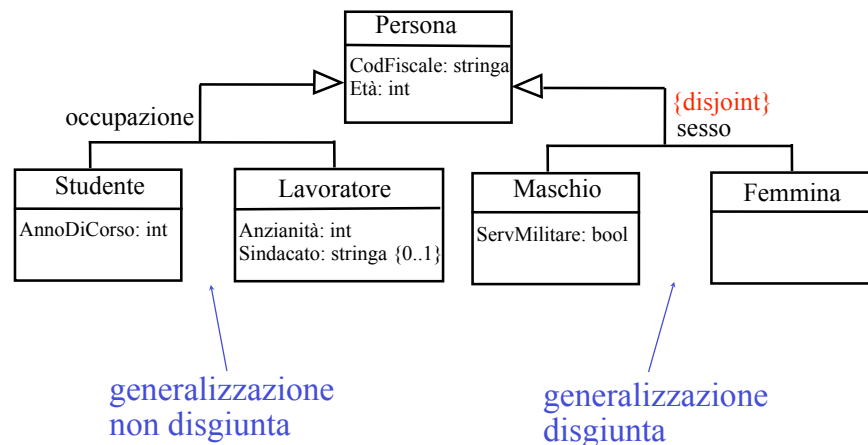 Persona
CodFiscale: stringa
Età: int
occupazione
{disjoint}
sesso
Studente
AnnoDiCorso: int
Lavoratore
Anzianità: int
Sindacato: stringa {0..1}
Maschio
ServMilitare: bool
Femmina
generalizzazione
non disgiunta
generalizzazione
disgiunta